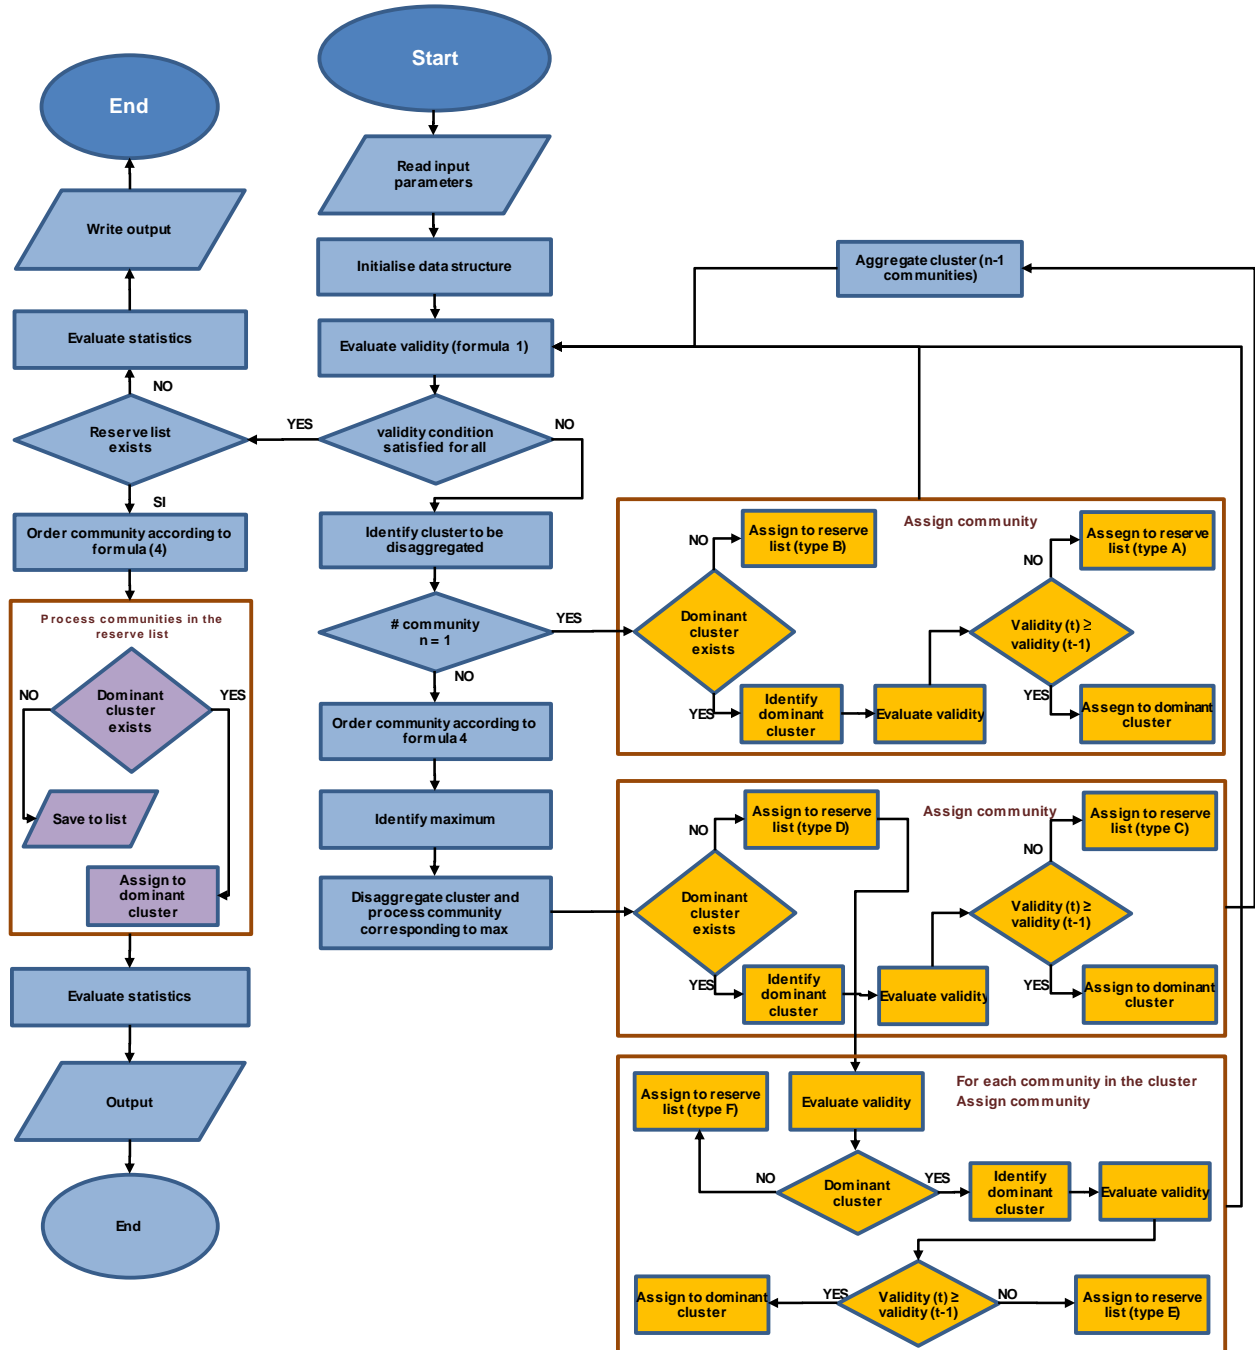 Start
End
Read input
parameters
Write output
Initialise data structure
Aggregate cluster (n-1
communities)
Evaluate statistics
Evaluate validity (formula 1)
NO
Reserve list
exists
YES
validity condition
satisfied for all
NO
SI
Order community according to
formula (4)
Identify cluster to be
disaggregated
Process communities in the
reserve list
NO
Dominant
cluster
exists
YES
Save to list
Assign to
dominant
cluster
Evaluate statistics
Output
End
# community
n = 1
YES
NO
Order community according to
formula 4
Identify maximum
Disaggregate cluster and
process community
corresponding to max
Assign community
NO
Assign to reserve
list (type B)
Dominant
cluster
exists
YES
Identify
dominant
cluster
Evaluate validity
Validity (t) ≥
validity (t-1)
NO
Assegn to reserve
list (type A)
YES
Assegn to dominant
cluster
Assign community
NO
Assign to reserve
list (type D)
Dominant
cluster
exists
YES
Identify
dominant
cluster
Evaluate validity
Validity (t) ≥
validity (t-1)
NO
Assign to reserve
list (type C)
YES
Assign to dominant
cluster
For each community in the cluster
Assign community
Assign to reserve
list (type F)
Evaluate validity
NO
Dominant
cluster
YES
Identify
dominant
cluster
Evaluate validity
Assign to dominant
cluster
YES
Validity (t) ≥
validity (t-1)
NO
Assign to reserve
list (type E)